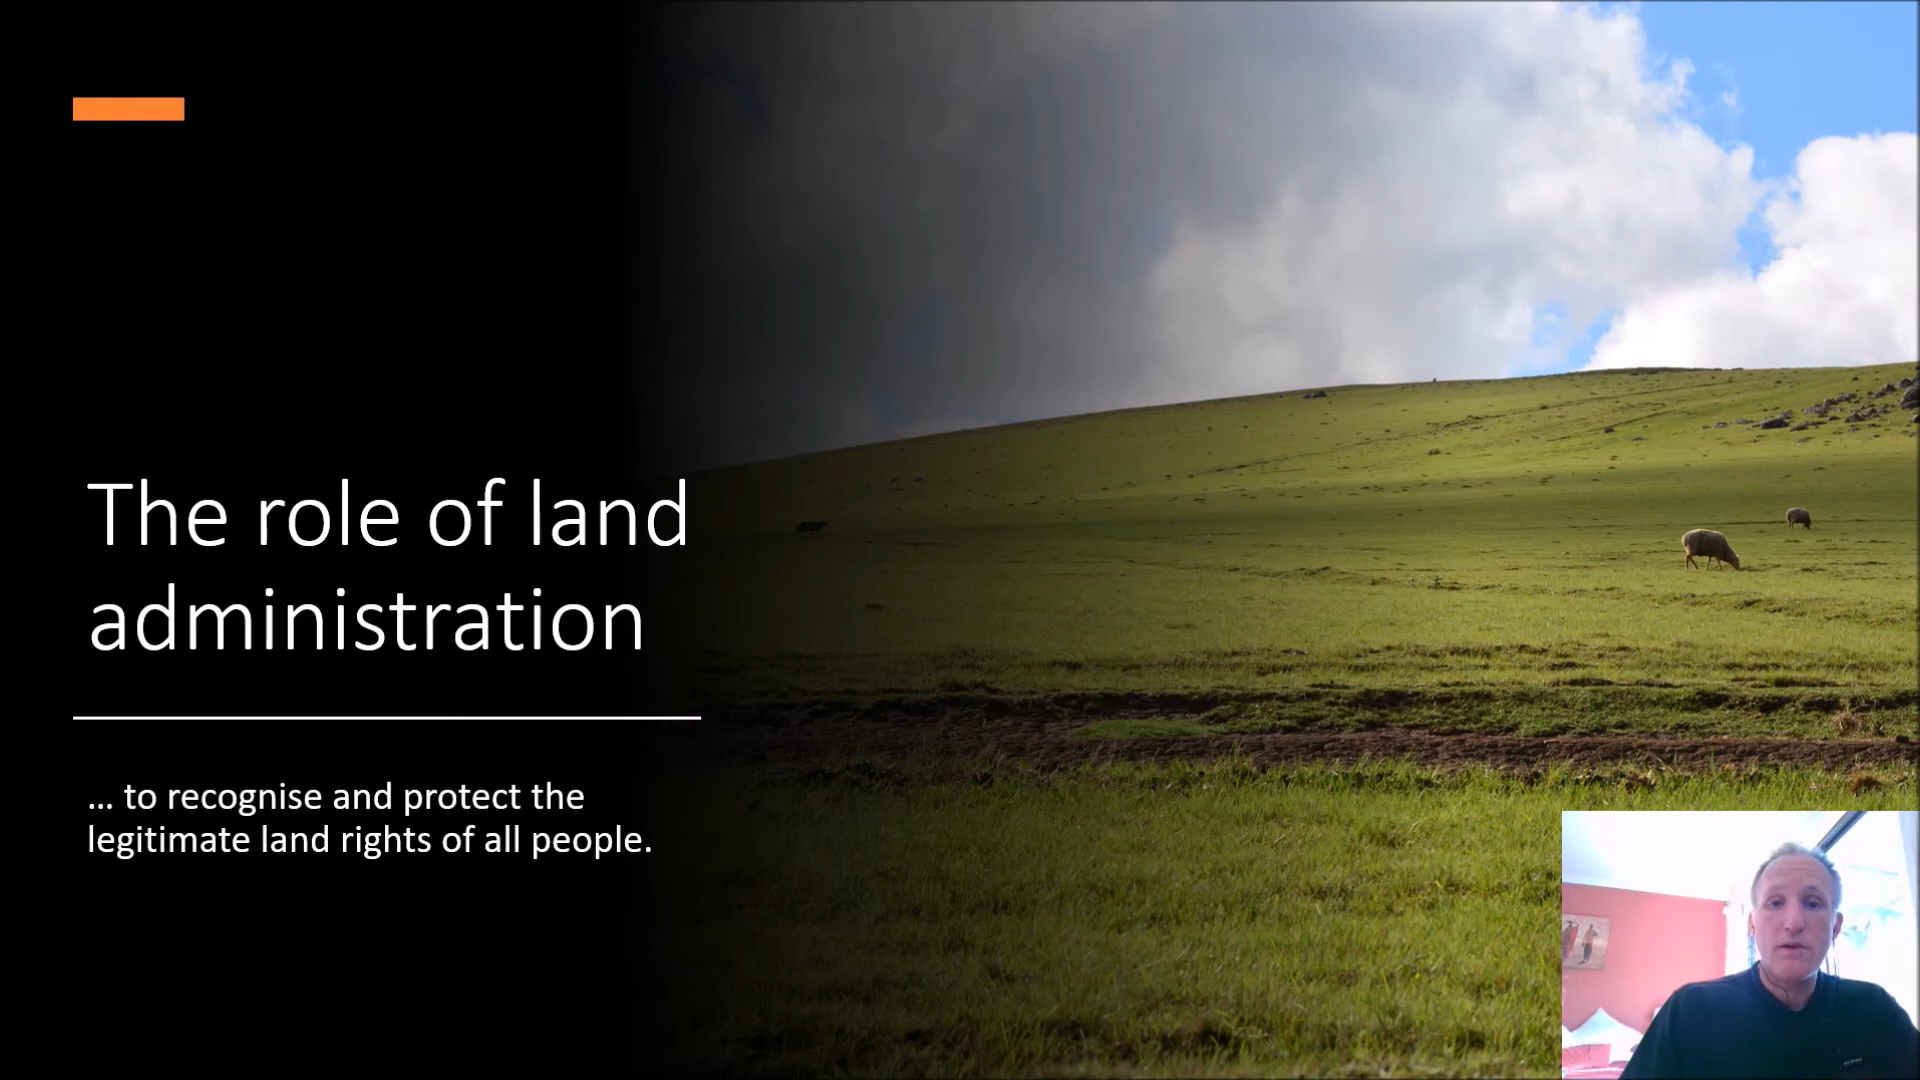 The role of land
administration
... to recognise and protect the
legitimate land rights of all people.